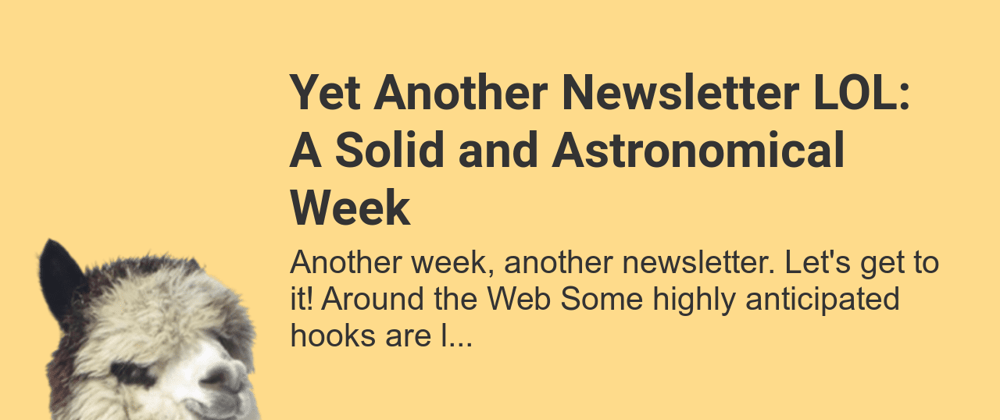 Yet Another Newsletter LOL:
A Solid and Astronomical
Week
Another week, another newsletter. Let's get to
it! Around the Web Some highly anticipated
hooks are l...